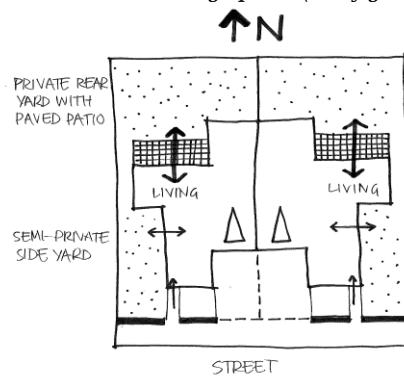 N
PRIVATE REAR
YARD WITH
PAVED PATIO
LIVING
LIVING
SEMI-PRIVATE
SIDE YARD
STREET